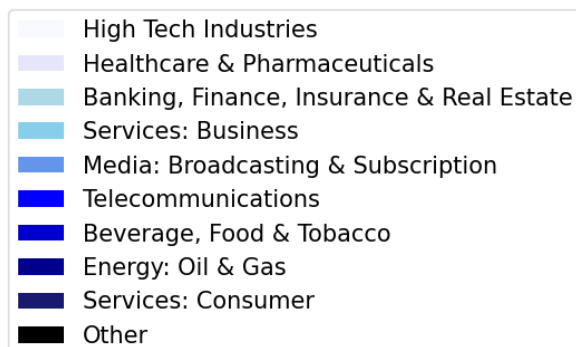 High Tech Industries
Healthcare & Pharmaceuticals
Banking, Finance, Insurance & Real Estate
Services: Business
Media: Broadcasting & Subscription
Telecommunications
Beverage, Food & Tobacco
Energy: Oil & Gas
Services: Consumer
Other